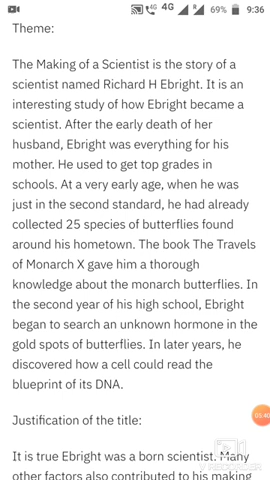 4G R 69% 9:36
Theme:
The Making of a Scientist is the story of a
scientist named Richard H Ebright. It is an
interesting study of how Ebright became a
scientist. After the early death of her
husband, Ebright was everything for his
mother. He used to get top grades in
schools. At a very early age, when he was
just in the second standard, he had already
collected 25 species of butterflies found
around his hometown. The book The Travels
of Monarch X gave him a thorough
knowledge about the monarch butterflies. In
the second year of his high school, Ebright
began to search an unknown hormone in the
gold spots of butterflies. In later years, he
discovered how a cell could read the
blueprint of its DNA.
Justification of the title:
It is true Ebright was a born scientist. Many
other factors also contributed to his making